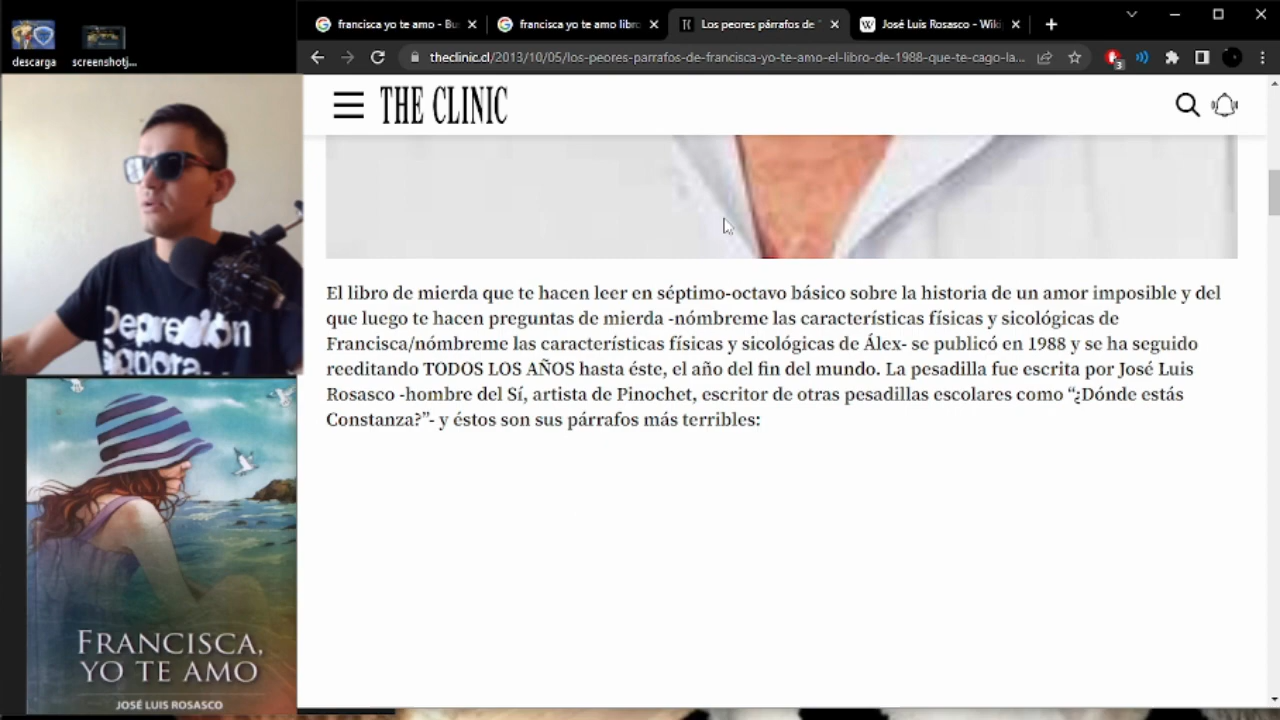 francisca yo te amo - Bu
francisca yo te amo libro
Los peores párrafos de "
José Luis Rosasco - Wiki
theclinic.cl/2013/10/05/los-peores-parrafos-de-francisca-yo-te-amo-el-libro-de-1988-que-te-cago-la...
3
descarga
screenshotj...
THE CLINIC
El libro de mierda que te hacen leer en séptimo-octavo básico sobre la historia de un amor imposible y del
que luego te hacen preguntas de mierda -nómbreme las características físicas y sicológicas de
Francisca/nómbreme las características físicas y sicológicas de Álex- se publicó en 1988 y se ha seguido
reeditando TODOS LOS AÑOS hasta éste, el año del fin del mundo. La pesadilla fue escrita por José Luis
Rosasco -hombre del Sí, artista de Pinochet, escritor de otras pesadillas escolares como “¿Dónde estás
Constanza?”- y éstos son sus párrafos más terribles:
Depresión
FRANCISCA,
YO TE AMO
JOSÉ LUIS ROSASCO